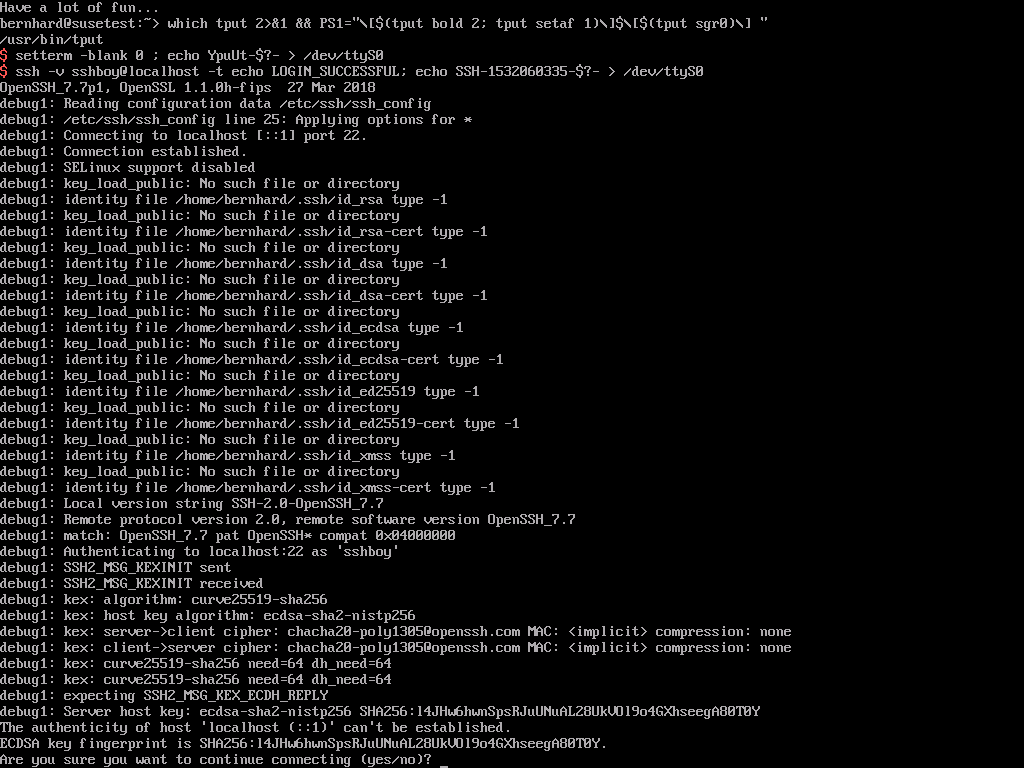 Have a lot of fun...
bernhard@susetest:~> which tput 2>&1 && PS1="\[$(tput bold 2; tput setaf 1)\]$\[$(tput sgr0)\] "
/usr/bin/tput
$ setterm -blank 0 ; echo YpuUt-$?- > /dev/ttyS0
$ ssh -v sshboy@localhost -t echo LOGIN_SUCCESSFUL; echo SSH-1532060335-$?- > /dev/ttyS0
OpenSSH_7.7p1, OpenSSL 1.1.0h-fips  27 Mar 2018
debug1: Reading configuration data /etc/ssh/ssh_config
debug1: /etc/ssh/ssh_config line 25: Applying options for *
debug1: Connecting to localhost [::1] port 22.
debug1: Connection established.
debug1: SELinux support disabled
debug1: key_load_public: No such file or directory
debug1: identity file /home/bernhard/.ssh/id_rsa type -1
debug1: key_load_public: No such file or directory
debug1: identity file /home/bernhard/.ssh/id_rsa-cert type -1
debug1: key_load_public: No such file or directory
debug1: identity file /home/bernhard/.ssh/id_dsa type -1
debug1: key_load_public: No such file or directory
debug1: identity file /home/bernhard/.ssh/id_dsa-cert type -1
debug1: key_load_public: No such file or directory
debug1: identity file /home/bernhard/.ssh/id_ecdsa type -1
debug1: key_load_public: No such file or directory
debug1: identity file /home/bernhard/.ssh/id_ecdsa-cert type -1
debug1: key_load_public: No such file or directory
debug1: identity file /home/bernhard/.ssh/id_ed25519 type -1
debug1: key_load_public: No such file or directory
debug1: identity file /home/bernhard/.ssh/id_ed25519-cert type -1
debug1: key_load_public: No such file or directory
debug1: identity file /home/bernhard/.ssh/id_xmss type -1
debug1: key_load_public: No such file or directory
debug1: identity file /home/bernhard/.ssh/id_xmss-cert type -1
debug1: Local version string SSH-2.0-OpenSSH_7.7
debug1: Remote protocol version 2.0, remote software version OpenSSH_7.7
debug1: match: OpenSSH_7.7 pat OpenSSH* compat 0x04000000
debug1: Authenticating to localhost:22 as 'sshboy'
debug1: SSH2_MSG_KEXINIT sent
debug1: SSH2_MSG_KEXINIT received
debug1: kex: algorithm: curve25519-sha256
debug1: kex: host key algorithm: ecdsa-sha2-nistp256
debug1: kex: server->client cipher: chacha20-poly1305@openssh.com MAC: <implicit> compression: none
debug1: kex: client->server cipher: chacha20-poly1305@openssh.com MAC: <implicit> compression: none
debug1: kex: curve25519-sha256 need=64 dh_need=64
debug1: kex: curve25519-sha256 need=64 dh_need=64
debug1: expecting SSH2_MSG_KEX_ECDH_REPLY
debug1: Server host key: ecdsa-sha2-nistp256 SHA256:l4JHw6hwnSpsRJuUNuAL28UkVOl9o4GXhseegA80T0Y
The authenticity of host 'localhost (::1)' can't be established.
ECDSA key fingerprint is SHA256:l4JHw6hwnSpsRJuUNuAL28UkVOl9o4GXhseegA80T0Y.
Are you sure you want to continue connecting (yes/no)? _